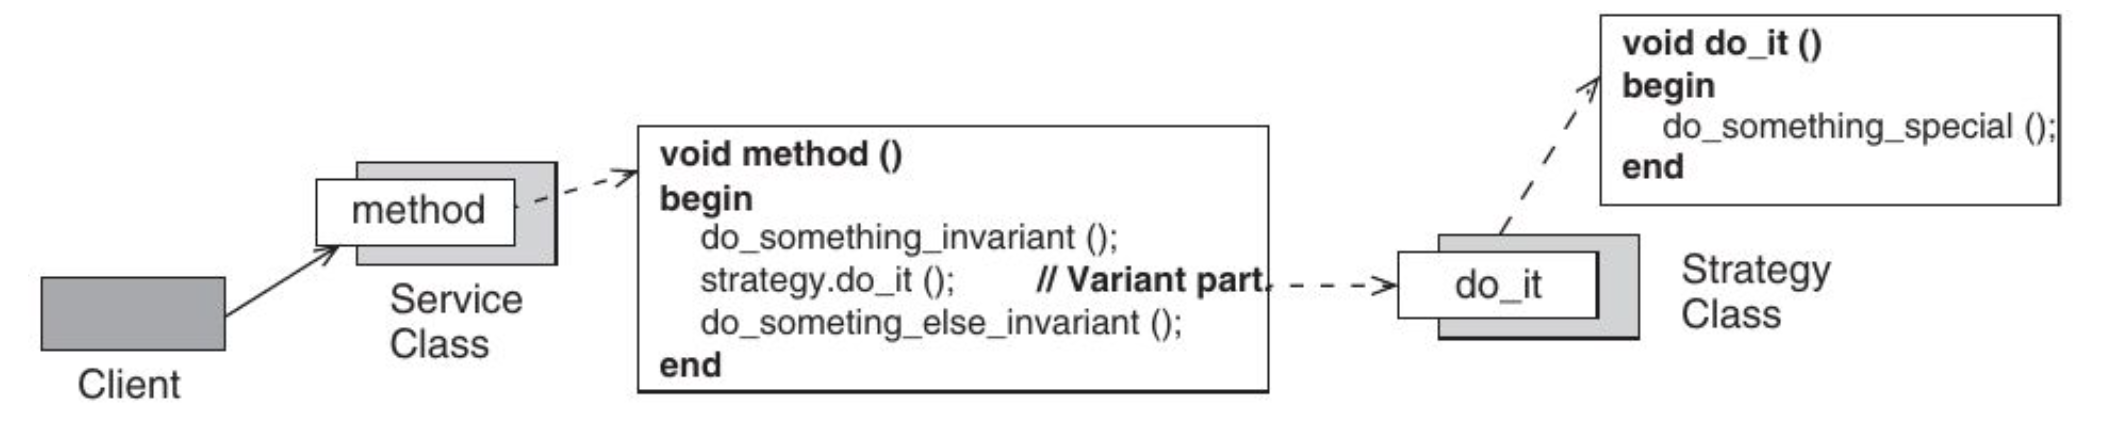 Client
method
Service
Class
void method ()
begin
do_something_invariant ();
strategy.do_it (); // Variant part.
do_someting_else_invariant ();
end
do_it
Strategy
Class
void do_it ()
begin
do_something_special ();
end